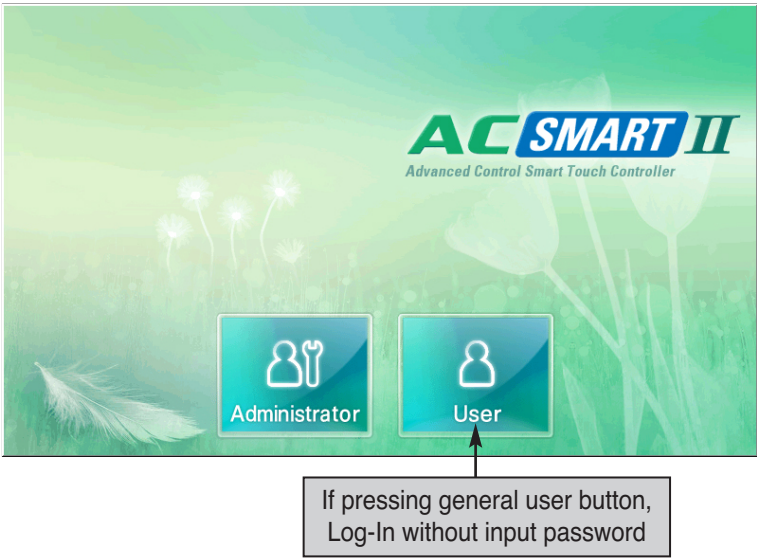 AC SMART II
Advanced Control Smart Touch Controller
Administrator
User
If pressing general user button,
Log-In without input password